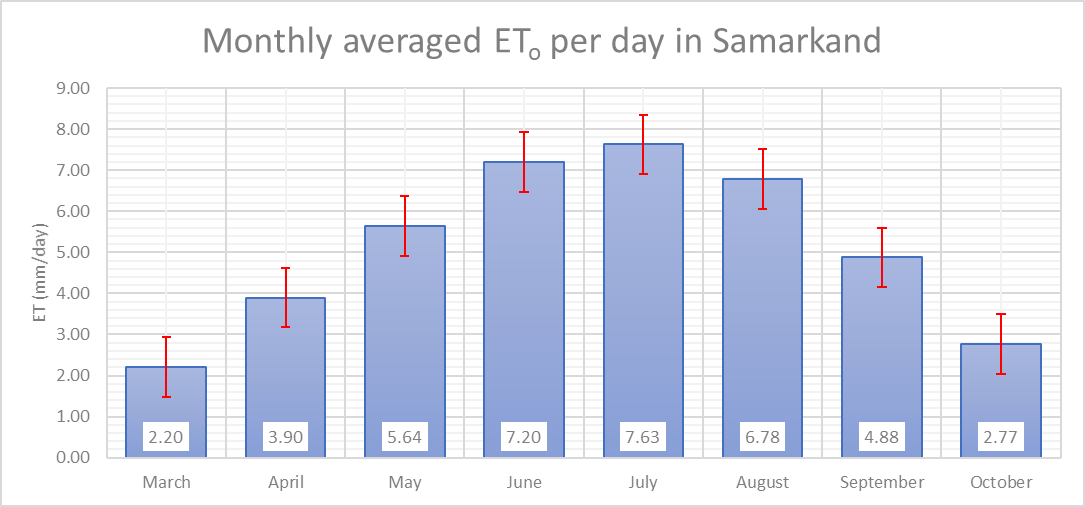 Monthly averaged ETo per day in Samarkand
9.00
8.00
7.00
6.00
5.00
4.00
3.00
2.00
1.00
0.00
ET (mm/day)
2.20 3.90 5.64 7.20 7.63 6.78 4.88 2.77
March April May June July August September October